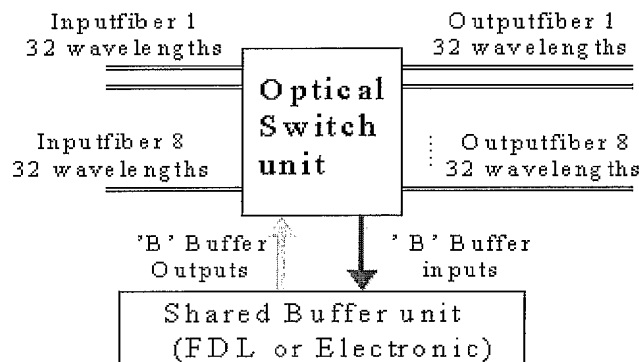 Inputfiber 1
32 wavelengths
Outputfiber 1
32 wavelengths
Optical
Switch
unit
Inputfiber 8
32 wavelengths
Outputfiber 8
32 wavelengths
'B' Buffer
Outputs
' B' Buffer
inputs
Shared Buffer unit
(FDL or Electronic)